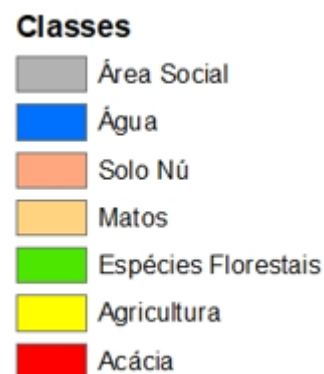 Classes
Área Social
Água
Solo Nú
Matos
Espécies Florestais
Agricultura
Acácia